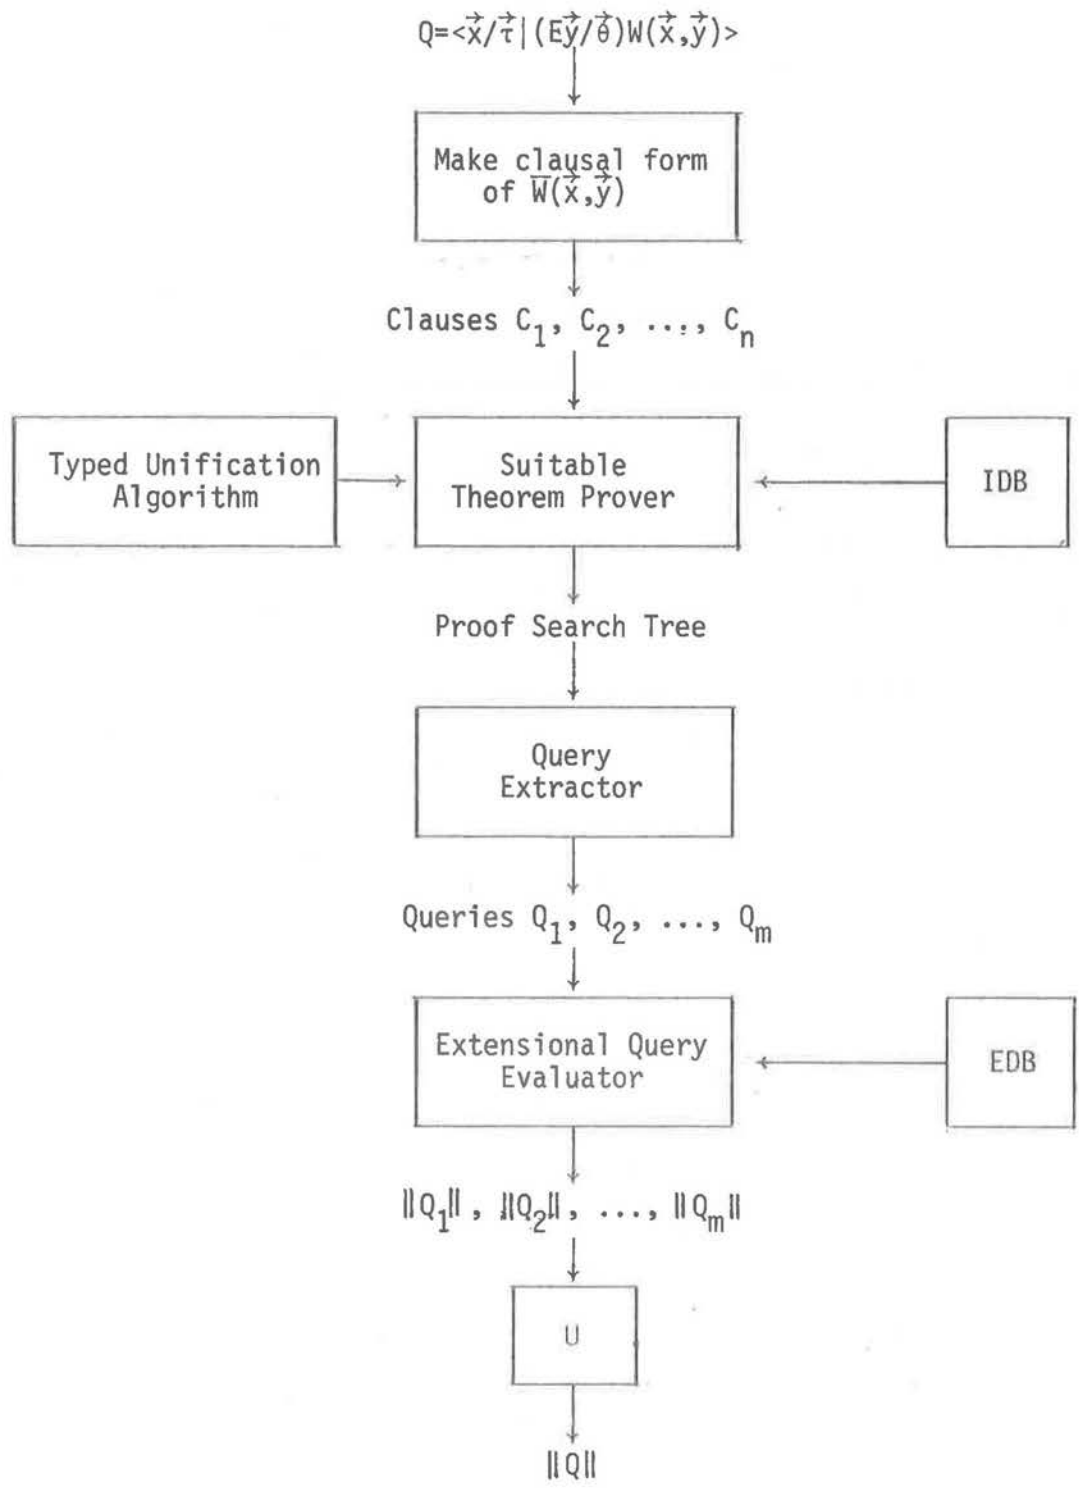 Q=<x⃗/τ⃗|(Ey⃗/θ⃗)W(x⃗,y⃗)>
Make clausal form
of W̅(x⃗,y⃗)
Clauses C₁, C₂, ..., Cₙ
Typed Unification
Algorithm
Suitable
Theorem Prover
IDB
Proof Search Tree
Query
Extractor
Queries Q₁, Q₂, ..., Qₘ
Extensional Query
Evaluator
EDB
‖Q₁‖, ‖Q₂‖, ..., ‖Qₘ‖
U
‖Q‖